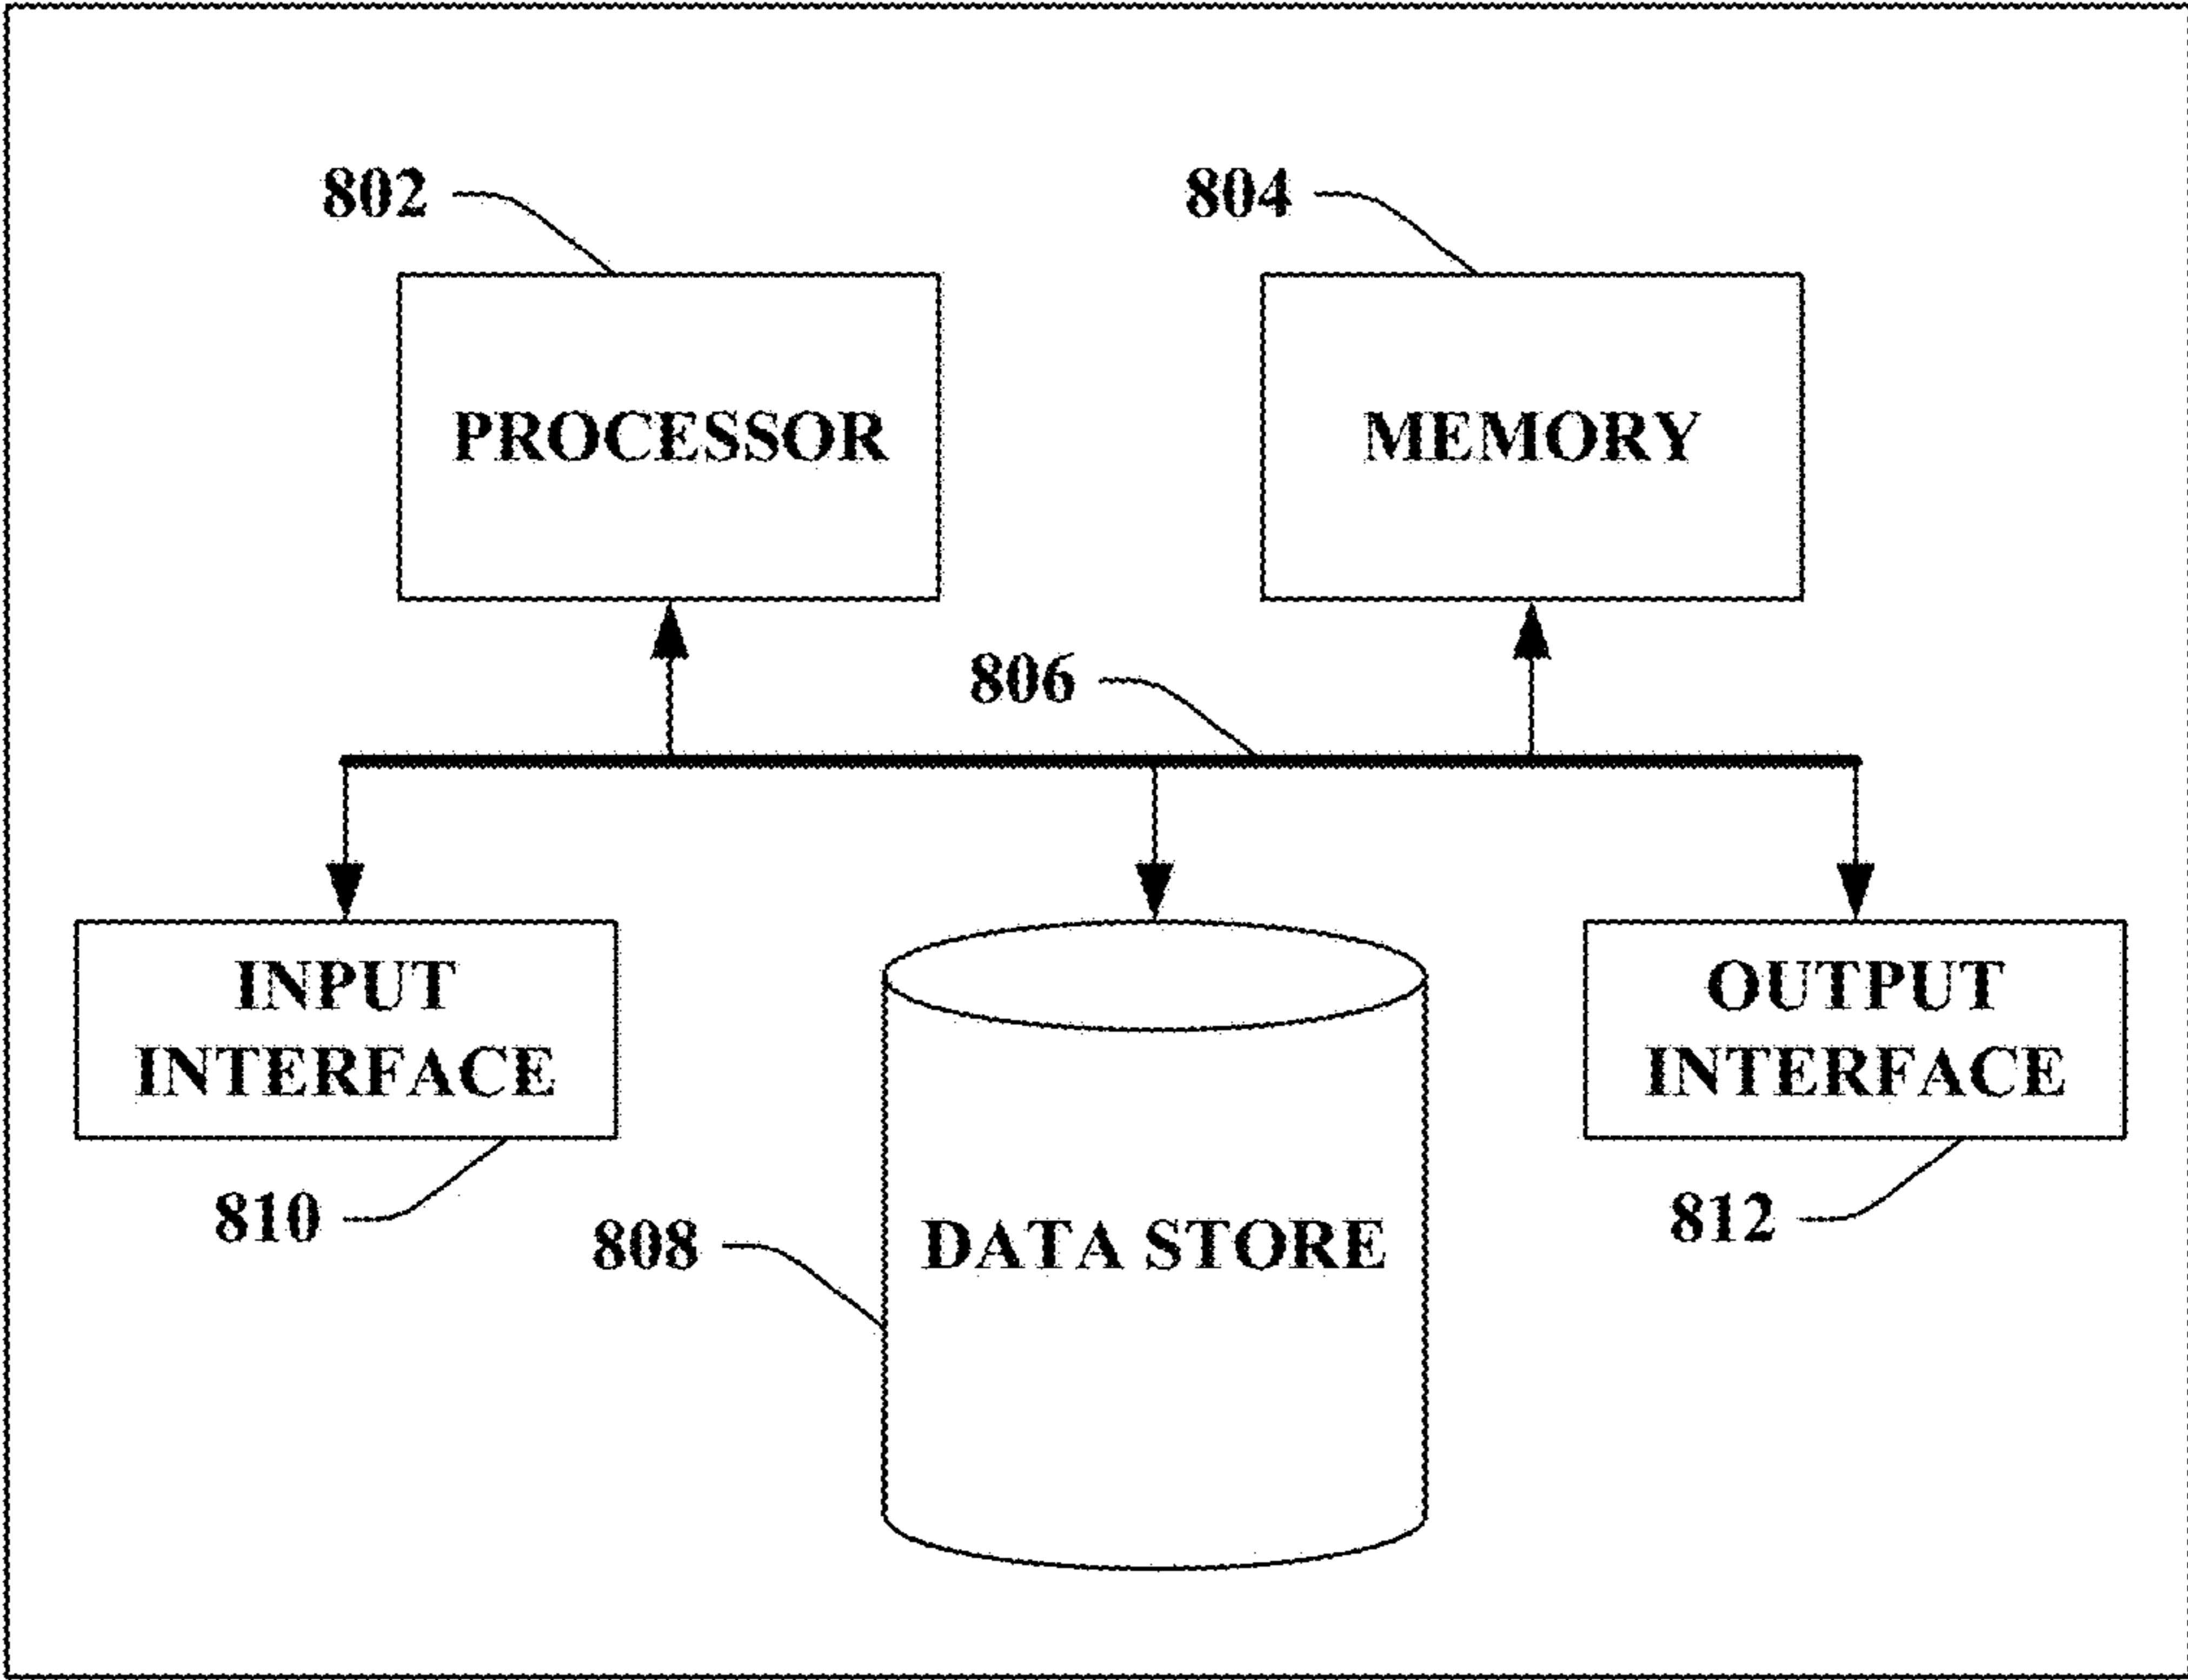 802
804
PROCESSOR
MEMORY
806
INPUT
INTERFACE
OUTPUT
INTERFACE
810
808
DATA STORE
812